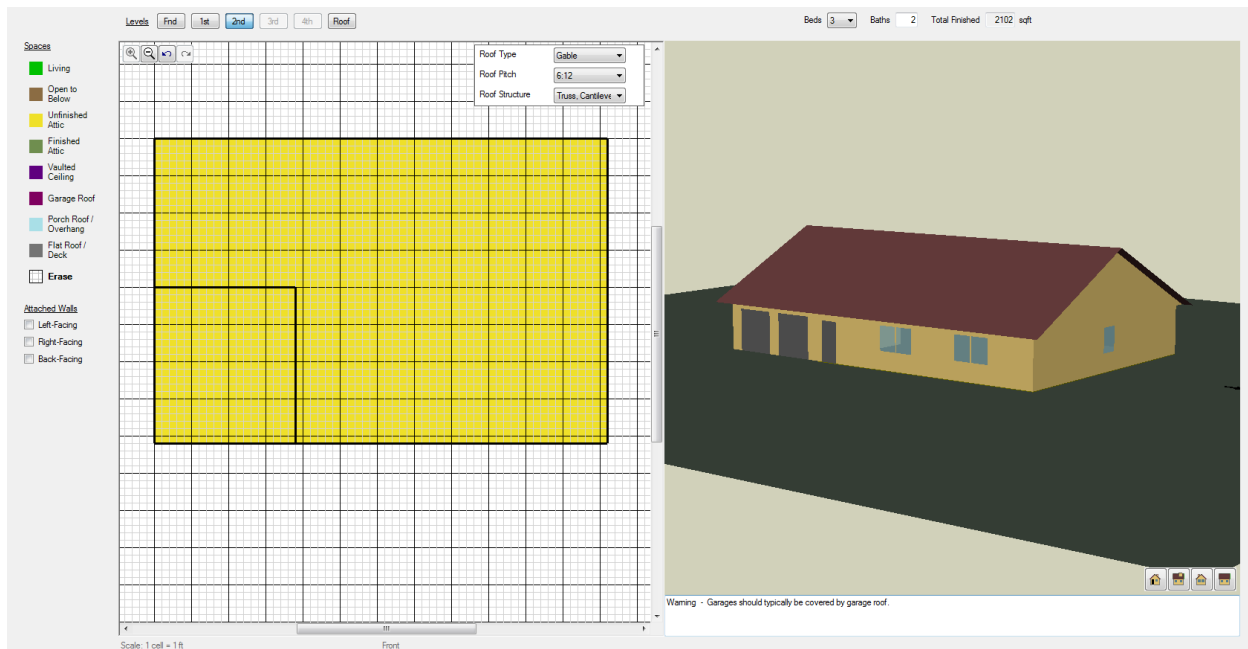 Levels Fnd 1st 2nd 3rd 4th Roof
Beds 3 Baths 2 Total Finished 2102 sqft
Spaces
Living
Open to
Below
Unfinished
Attic
Finished
Attic
Vaulted
Ceiling
Garage Roof
Porch Roof /
Overhang
Flat Roof /
Deck
Erase
Attached Walls
Left-Facing
Right-Facing
Back-Facing
Roof Type Gable
Roof Pitch 6:12
Roof Structure Truss, Cantileve
Warning - Garages should typically be covered by garage roof.
Scale: 1 cell = 1 ft Front